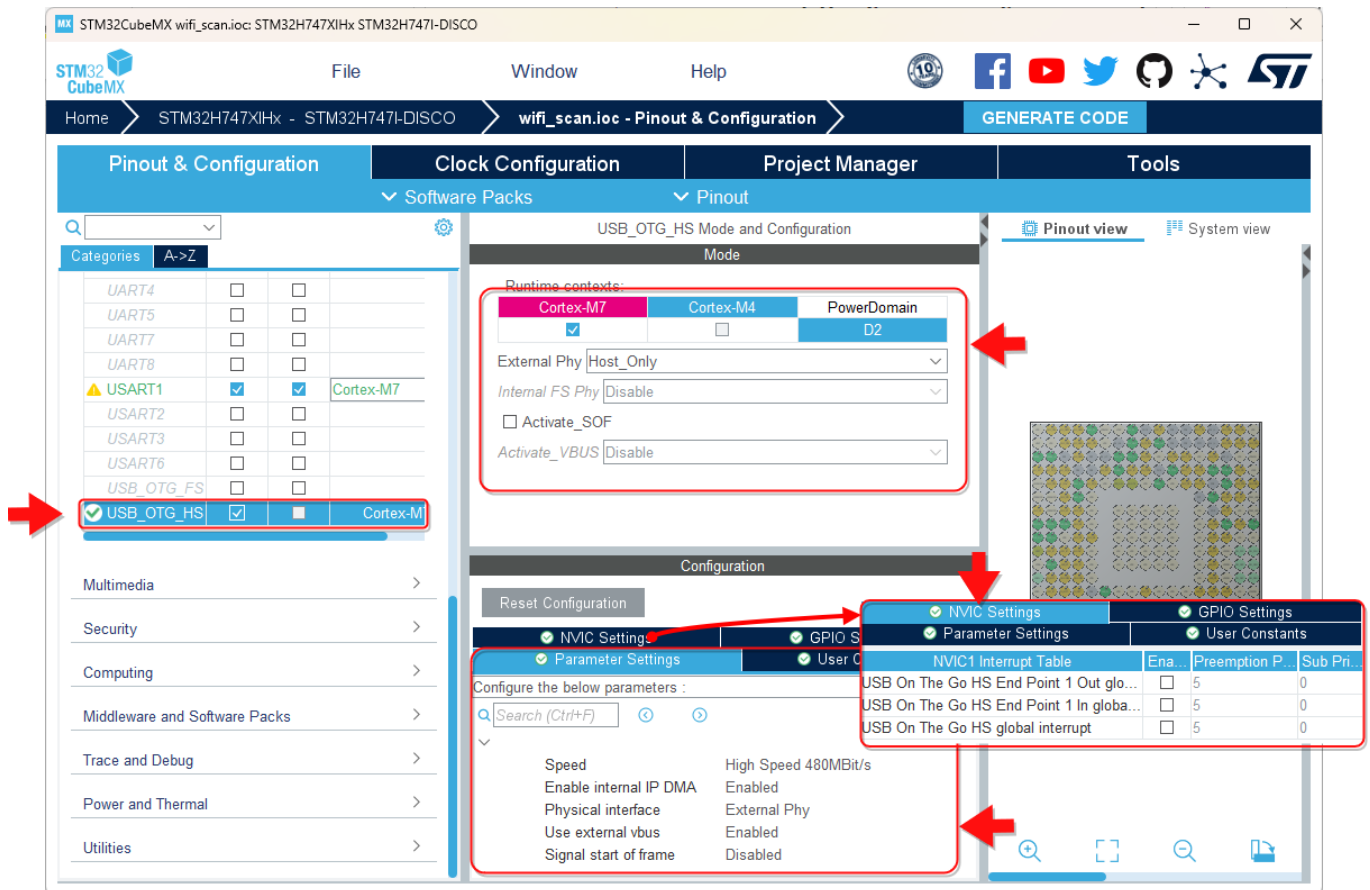 MX STM32CubeMX wifi_scan.ioc: STM32H747XIHx STM32H747I-DISCO
STM32 CubeMX
File Window Help
10
Home STM32H747XIHx - STM32H747I-DISCO wifi_scan.ioc - Pinout & Configuration GENERATE CODE
Pinout & Configuration Clock Configuration Project Manager Tools
Software Packs Pinout
Categories A->Z
UART4
UART5
UART7
UART8
USART1 Cortex-M7
USART2
USART3
USART6
USB_OTG_FS
USB_OTG_HS Cortex-M
Multimedia
Security
Computing
Middleware and Software Packs
Trace and Debug
Power and Thermal
Utilities
USB_OTG_HS Mode and Configuration
Mode
Runtime contexts:
Cortex-M7 Cortex-M4 PowerDomain
D2
External Phy Host_Only
Internal FS Phy Disable
Activate_SOF
Activate_VBUS Disable
Configuration
Reset Configuration
NVIC Settings GPIO S
Parameter Settings User C
Configure the below parameters :
Search (Ctrl+F)
Speed High Speed 480MBit/s
Enable internal IP DMA Enabled
Physical interface External Phy
Use external vbus Enabled
Signal start of frame Disabled
Pinout view System view
NVIC Settings GPIO Settings
Parameter Settings User Constants
NVIC1 Interrupt Table Ena... Preemption P... Sub Pri...
USB On The Go HS End Point 1 Out glo... 5 0
USB On The Go HS End Point 1 In globa... 5 0
USB On The Go HS global interrupt 5 0